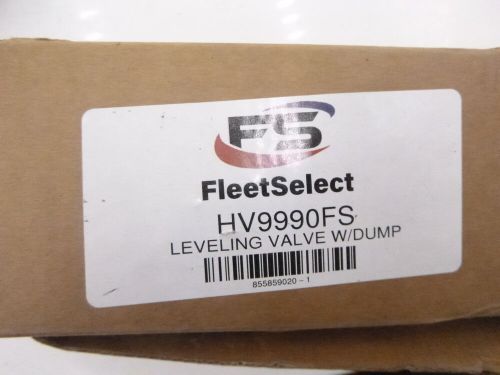 FS
FleetSelect
HV9990FS
LEVELING VALVE W/DUMP
855859020-1